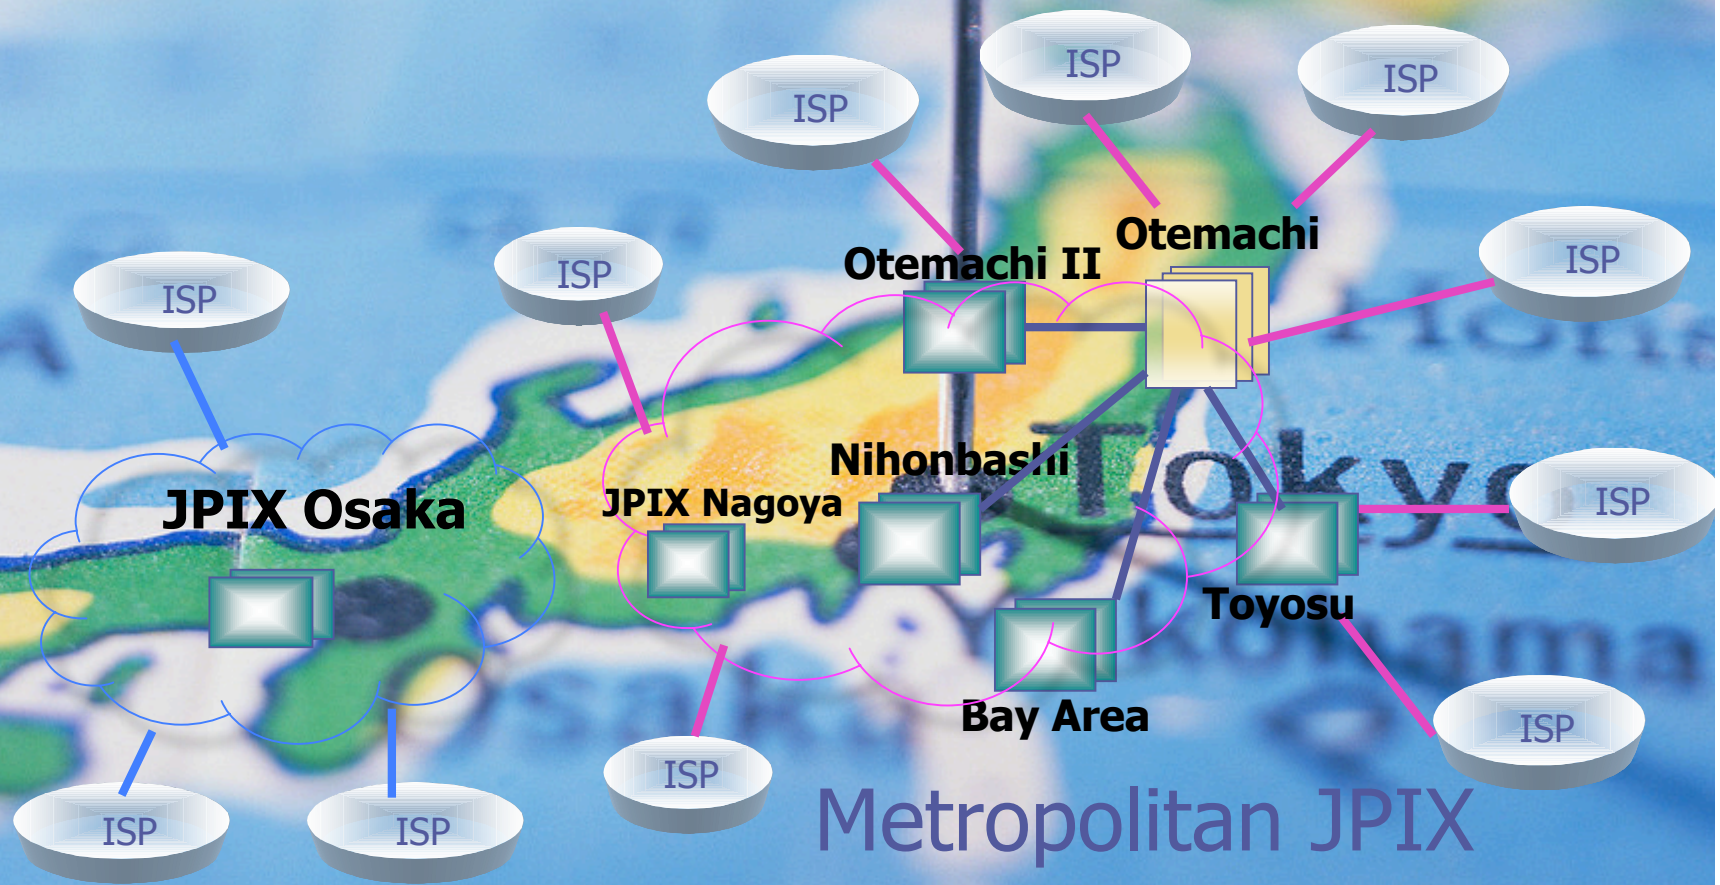 ISP
ISP
ISP
ISP
ISP
ISP
Otemachi
Otemachi II
Nihonbashi
JPIX Nagoya
JPIX Osaka
Tokyo
ISP
Toyosu
Bay Area
ISP
ISP
Metropolitan JPIX
ISP
ISP